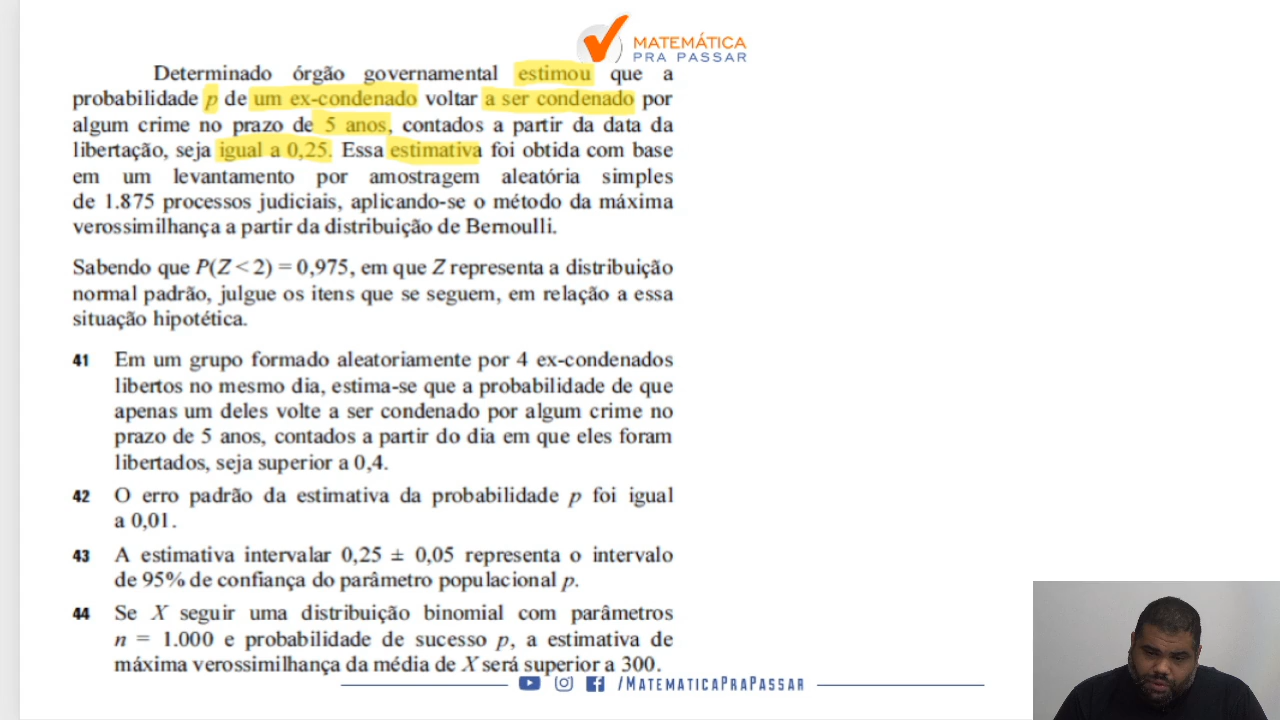 MATEMÁTICA
PRA PASSAR
Determinado órgão governamental estimou que a
probabilidade p de um ex-condenado voltar a ser condenado por
algum crime no prazo de 5 anos, contados a partir da data da
libertação, seja igual a 0,25. Essa estimativa foi obtida com base
em um levantamento por amostragem aleatória simples
de 1.875 processos judiciais, aplicando-se o método da máxima
verossimilhança a partir da distribuição de Bernoulli.
Sabendo que P(Z < 2) = 0,975, em que Z representa a distribuição
normal padrão, julgue os itens que se seguem, em relação a essa
situação hipotética.
41 Em um grupo formado aleatoriamente por 4 ex-condenados
libertos no mesmo dia, estima-se que a probabilidade de que
apenas um deles volte a ser condenado por algum crime no
prazo de 5 anos, contados a partir do dia em que eles foram
libertados, seja superior a 0,4.
42 O erro padrão da estimativa da probabilidade p foi igual
a 0,01.
43 A estimativa intervalar 0,25 ± 0,05 representa o intervalo
de 95% de confiança do parâmetro populacional p.
44 Se X seguir uma distribuição binomial com parâmetros
n = 1.000 e probabilidade de sucesso p, a estimativa de
máxima verossimilhança da média de X será superior a 300.
/MATEMATICAPRAPASSAR